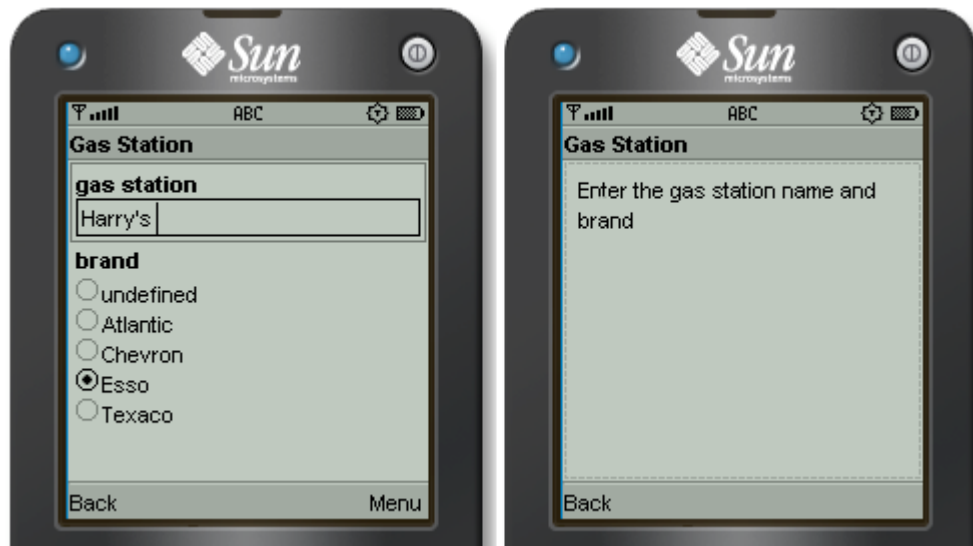 Sun
microsystems
ABC
Gas Station
gas station
Harry's
brand
undefined
Atlantic
Chevron
Esso
Texaco
Back Menu
Sun
microsystems
ABC
Gas Station
Enter the gas station name and
brand
Back